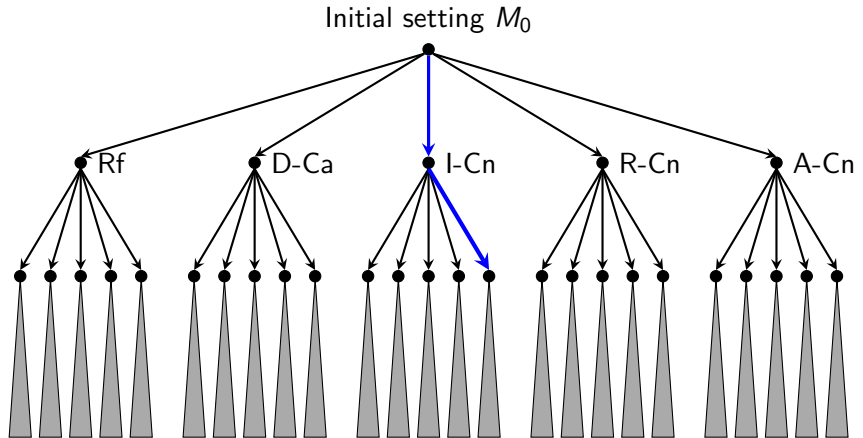 Initial setting M₀
Rf
D-Ca
I-Cn
R-Cn
A-Cn